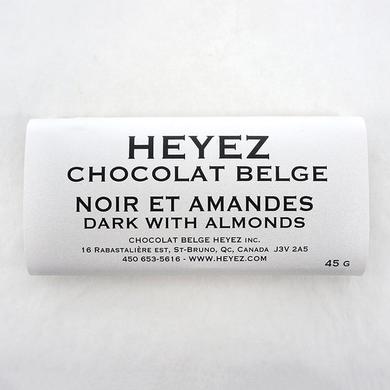 HEYEZ
CHOCOLAT BELGE
NOIR ET AMANDES
DARK WITH ALMONDS
CHOCOLAT BELGE HEYEZ INC.
16 RABASTALIÈRE EST, ST-BRUNO, QC, CANADA J3V 2A5
450 653-5616 - WWW.HEYEZ.COM
45 G